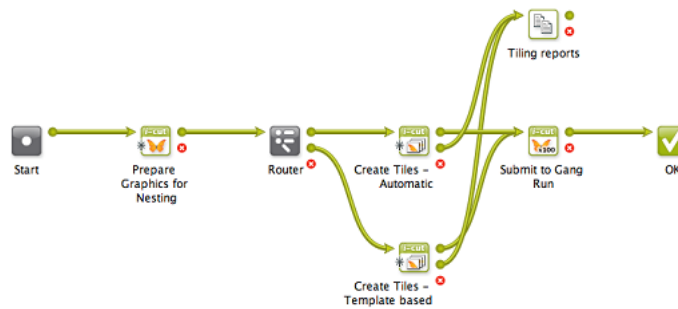 Tiling reports
i-cut
Start
Prepare
Graphics for
Nesting
Router
i-cut
Create Tiles -
Automatic
i-cut
x100
Submit to Gang
Run
OK
i-cut
Create Tiles -
Template based